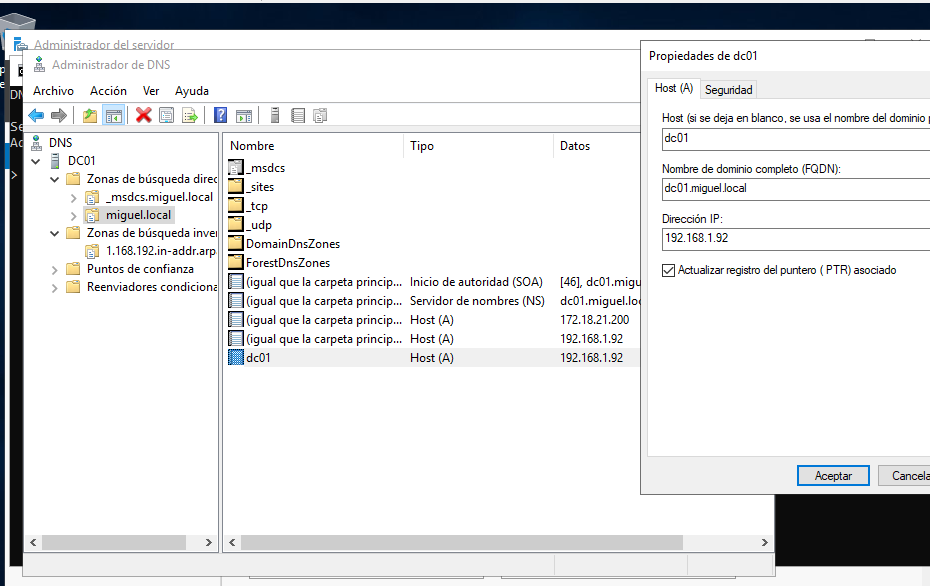 Administrador del servidor
Administrador de DNS
Archivo Acción Ver Ayuda
DNS
DC01
Zonas de búsqueda direc
_msdcs.miguel.local
miguel.local
Zonas de búsqueda inver
1.168.192.in-addr.arp
Puntos de confianza
Reenviadores condiciona
Nombre Tipo Datos
_msdcs
_sites
_tcp
_udp
DomainDnsZones
ForestDnsZones
(igual que la carpeta princip... Inicio de autoridad (SOA) [46], dc01.migu
(igual que la carpeta princip... Servidor de nombres (NS) dc01.miguel.lo
(igual que la carpeta princip... Host (A) 172.18.21.200
(igual que la carpeta princip... Host (A) 192.168.1.92
dc01 Host (A) 192.168.1.92
Propiedades de dc01
Host (A) Seguridad
Host (si se deja en blanco, se usa el nombre del dominio p
dc01
Nombre de dominio completo (FQDN):
dc01.miguel.local
Dirección IP:
192.168.1.92
Actualizar registro del puntero ( PTR) asociado
Aceptar Cancela